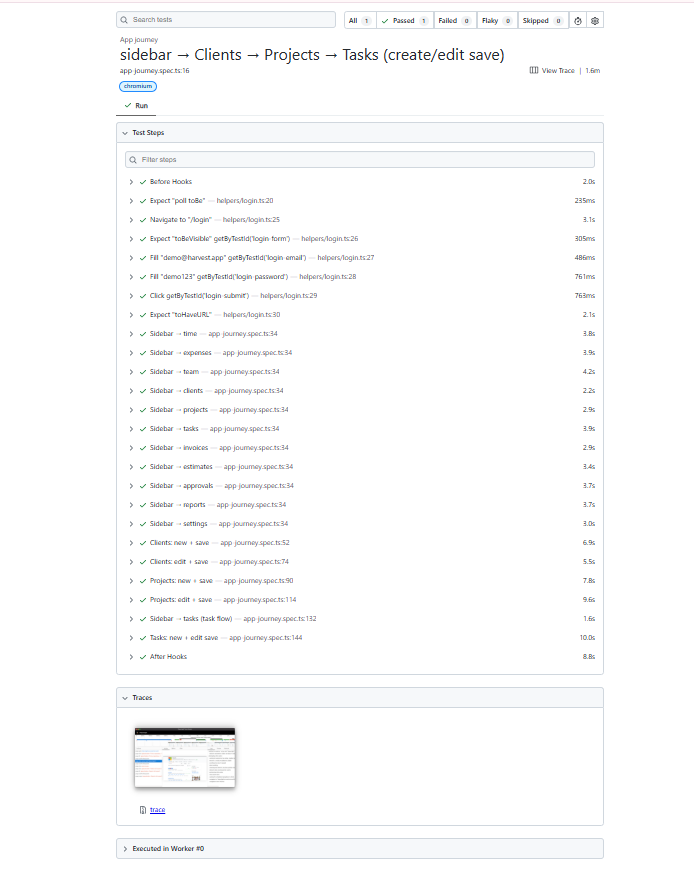 Search tests
All 1 Passed 1 Failed 0 Flaky 0 Skipped 0
App journey
sidebar → Clients → Projects → Tasks (create/edit save)
app-journey.spec.ts:16 View Trace | 1.6m
chromium
Run
Test Steps
Filter steps
Before Hooks 2.0s
Expect "poll toBe" — helpers/login.ts:20 235ms
Navigate to "/login" — helpers/login.ts:25 3.1s
Expect "toBeVisible" getByTestId('login-form') — helpers/login.ts:26 305ms
Fill "demo@harvest.app" getByTestId('login-email') — helpers/login.ts:27 486ms
Fill "demo123" getByTestId('login-password') — helpers/login.ts:28 761ms
Click getByTestId('login-submit') — helpers/login.ts:29 763ms
Expect "toHaveURL" — helpers/login.ts:30 2.1s
Sidebar → time — app-journey.spec.ts:34 3.8s
Sidebar → expenses — app-journey.spec.ts:34 3.9s
Sidebar → team — app-journey.spec.ts:34 4.2s
Sidebar → clients — app-journey.spec.ts:34 2.2s
Sidebar → projects — app-journey.spec.ts:34 2.9s
Sidebar → tasks — app-journey.spec.ts:34 3.9s
Sidebar → invoices — app-journey.spec.ts:34 2.9s
Sidebar → estimates — app-journey.spec.ts:34 3.4s
Sidebar → approvals — app-journey.spec.ts:34 3.7s
Sidebar → reports — app-journey.spec.ts:34 3.7s
Sidebar → settings — app-journey.spec.ts:34 3.0s
Clients: new + save — app-journey.spec.ts:52 6.9s
Clients: edit + save — app-journey.spec.ts:74 5.5s
Projects: new + save — app-journey.spec.ts:90 7.8s
Projects: edit + save — app-journey.spec.ts:114 9.6s
Sidebar → tasks (task flow) — app-journey.spec.ts:132 1.6s
Tasks: new + edit save — app-journey.spec.ts:144 10.0s
After Hooks 8.8s
Traces
trace
Executed in Worker #0